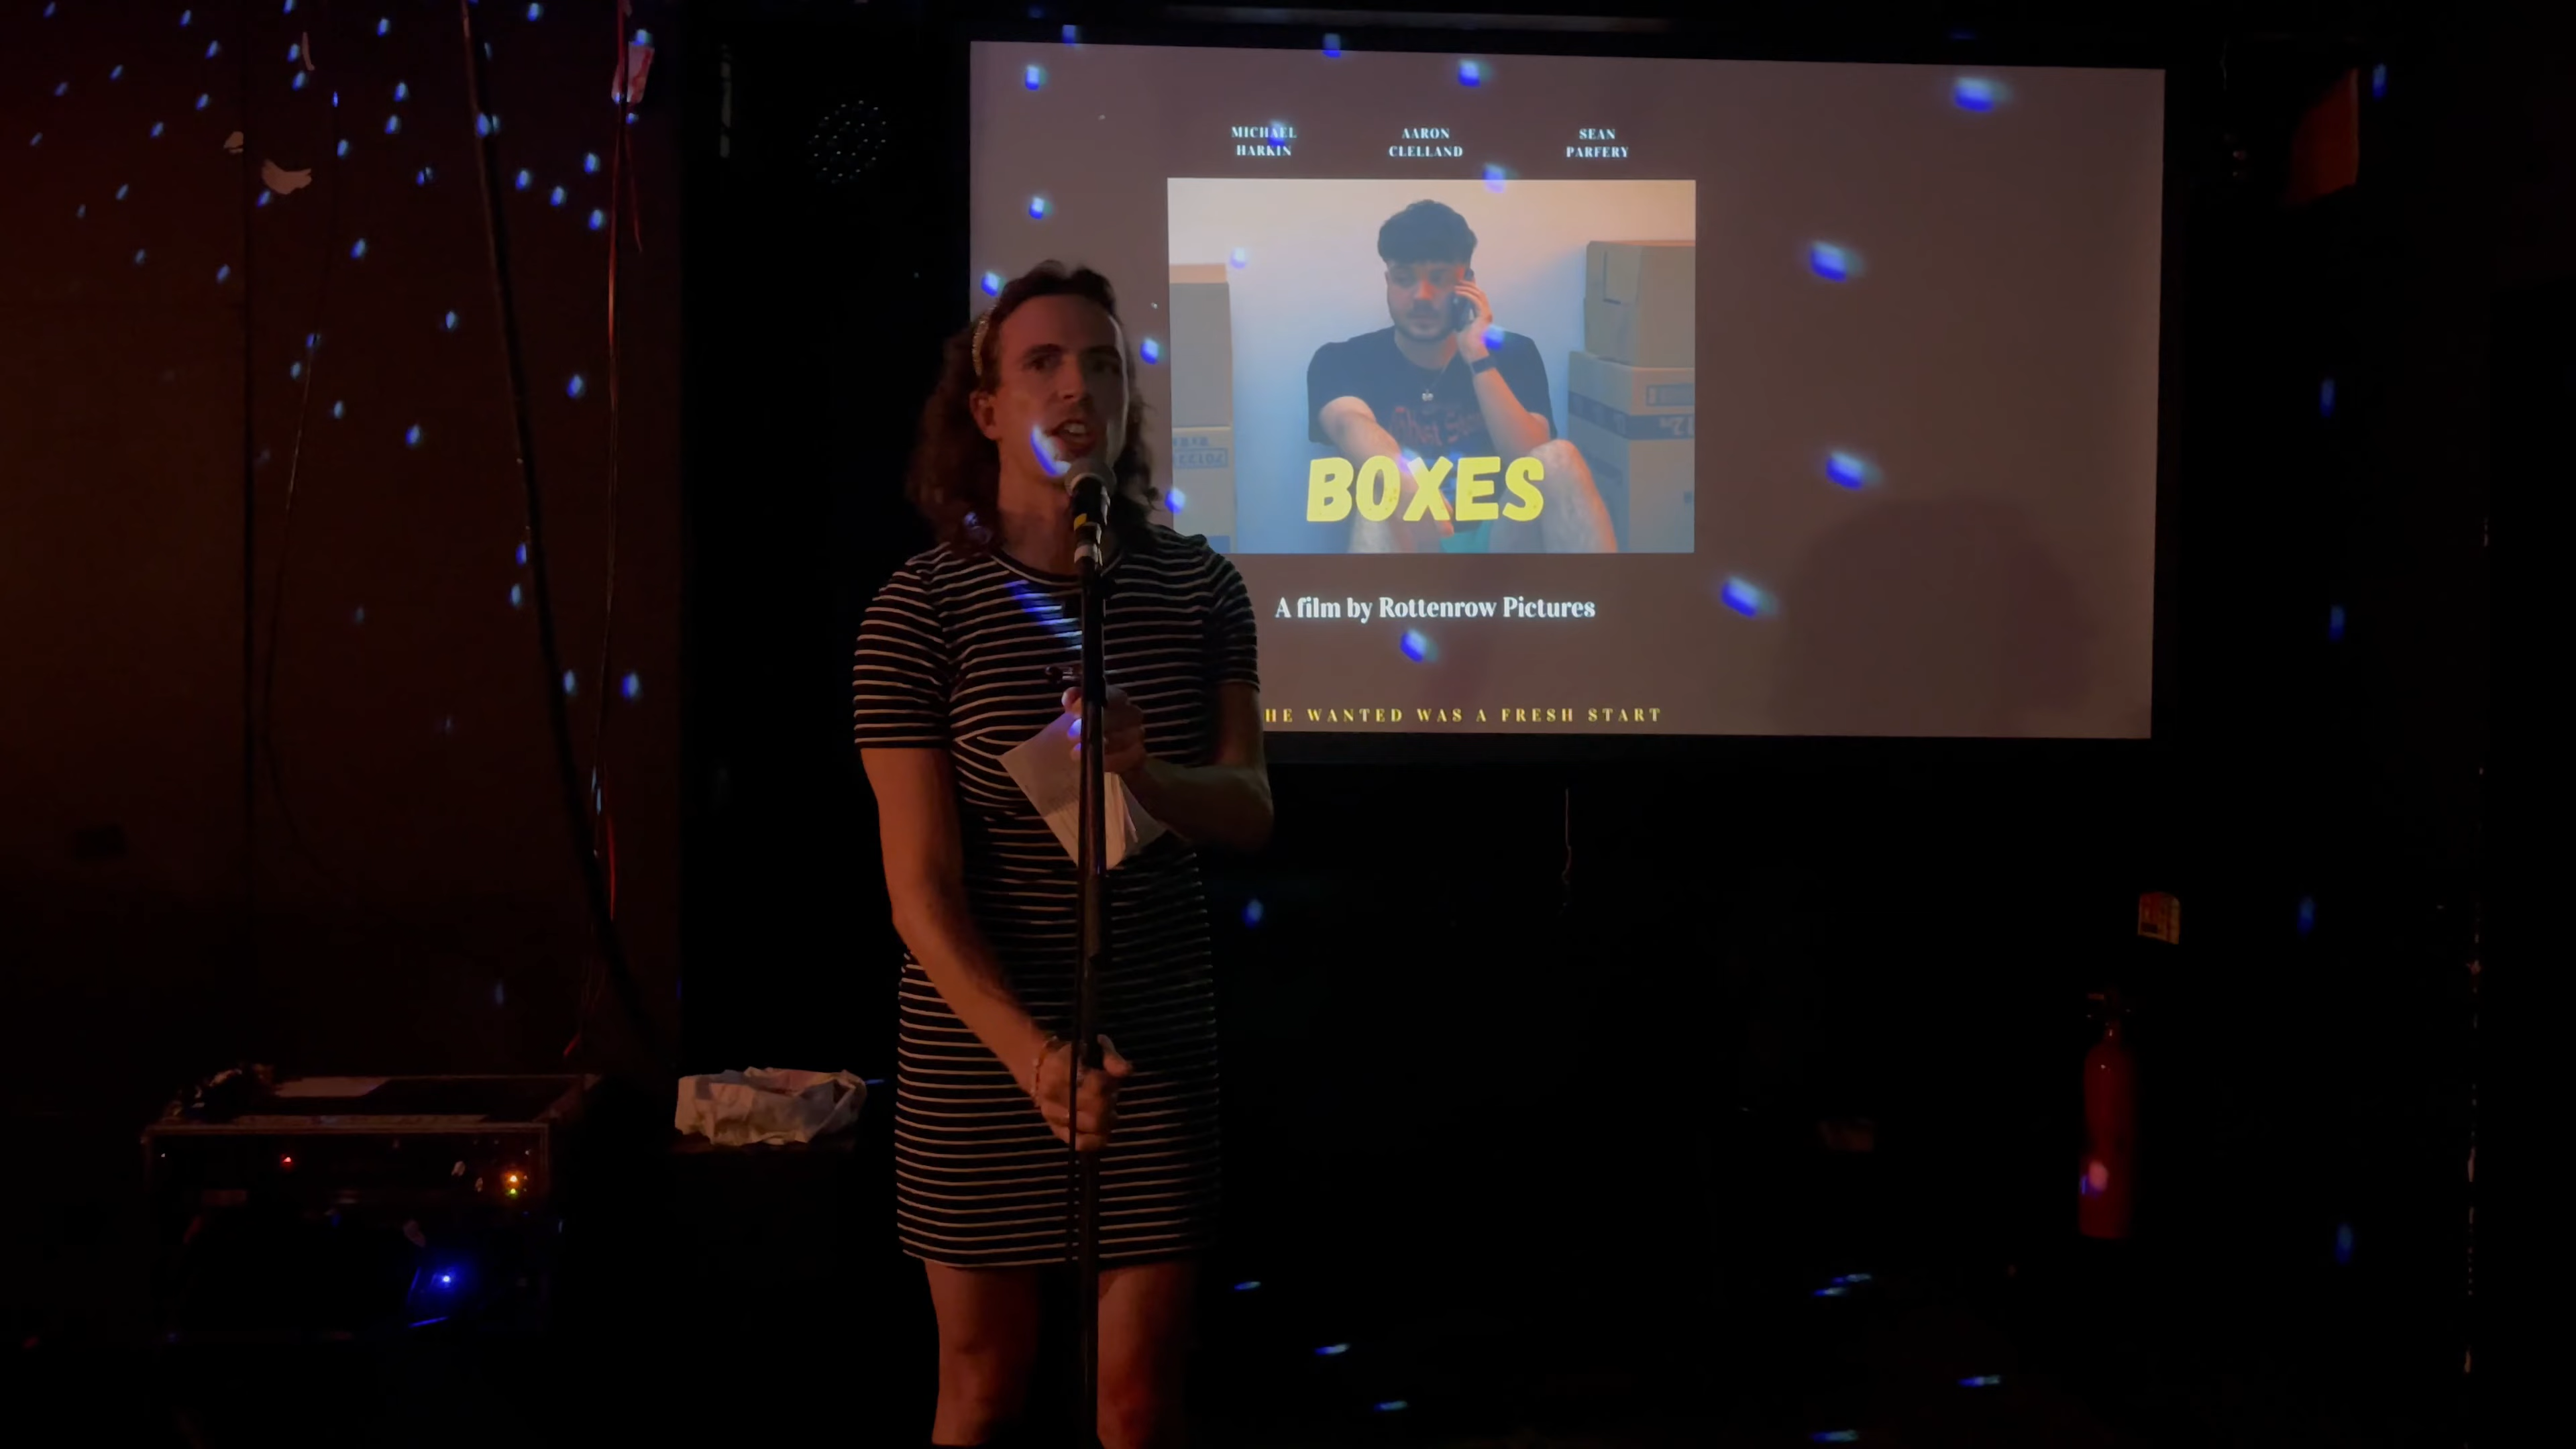 MICHAEL
HARKIN
AARON
CLELLAND
SEAN
PARFERY
BOXES
A film by Rottenrow Pictures
HE WANTED WAS A FRESH START